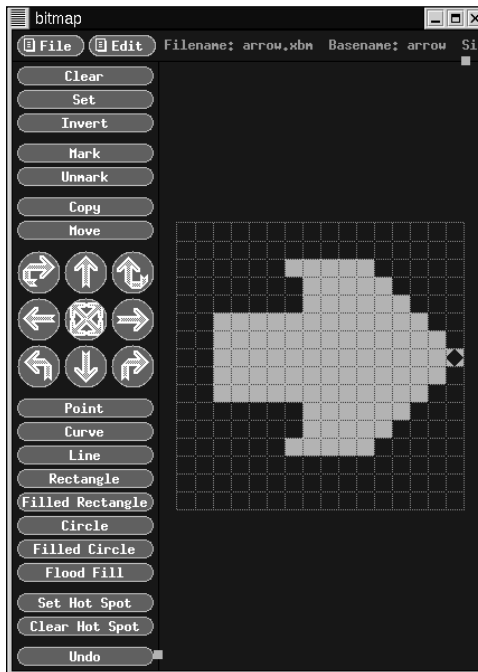 bitmap
File Edit Filename: arrow.xbm Basename: arrow Si
Clear
Set
Invert
Mark
Unmark
Copy
Move
Point
Curve
Line
Rectangle
Filled Rectangle
Circle
Filled Circle
Flood Fill
Set Hot Spot
Clear Hot Spot
Undo